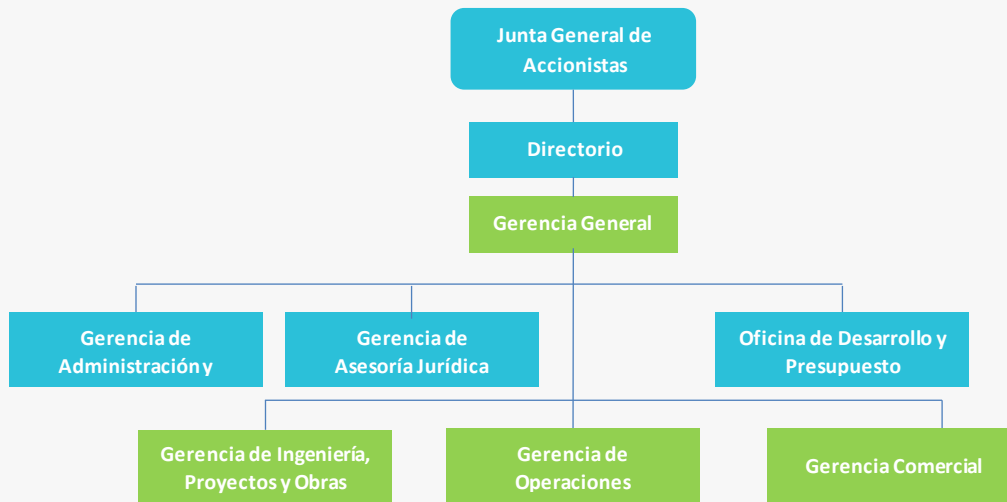 Junta General de
Accionistas
Directorio
Gerencia General
Gerencia de
Administración y
Gerencia de
Asesoría Jurídica
Oficina de Desarrollo y
Presupuesto
Gerencia de Ingeniería,
Proyectos y Obras
Gerencia de
Operaciones
Gerencia Comercial